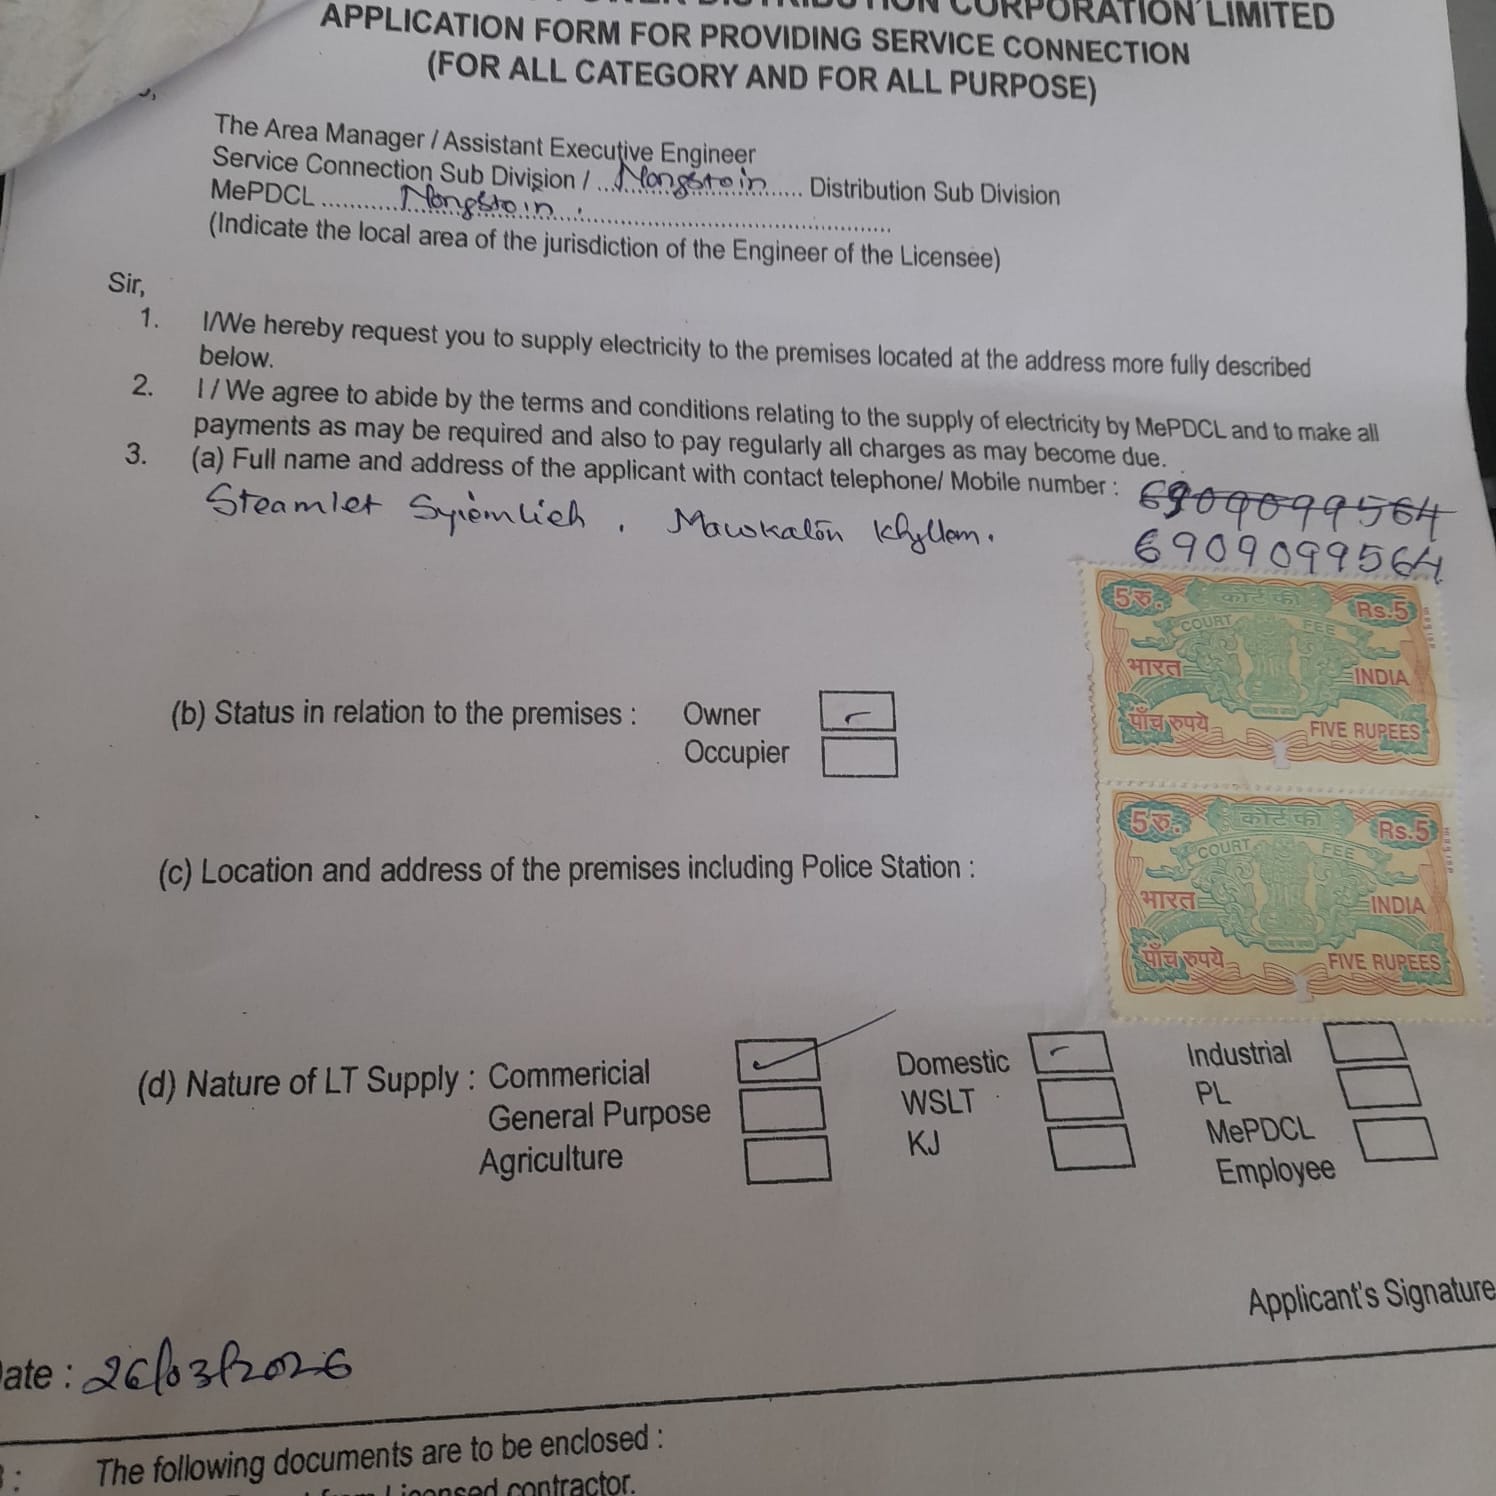 CORPORATION LIMITED
APPLICATION FORM FOR PROVIDING SERVICE CONNECTION
(FOR ALL CATEGORY AND FOR ALL PURPOSE)
The Area Manager / Assistant Executive Engineer
Service Connection Sub Division / ...Nongstoin...... Distribution Sub Division
MePDCL ...........Nongstoin.............................................
(Indicate the local area of the jurisdiction of the Engineer of the Licensee)
Sir,
1. I/We hereby request you to supply electricity to the premises located at the address more fully described
below.
2. I / We agree to abide by the terms and conditions relating to the supply of electricity by MePDCL and to make all
payments as may be required and also to pay regularly all charges as may become due.
3. (a) Full name and address of the applicant with contact telephone/ Mobile number : 6909099564
Steamlet Syiemlieh, Mawkalon Khyllem.
6909099564
5 रु. कोर्ट फी Rs.5
COURT FEE
भारत INDIA
पाँच रुपये FIVE RUPEES
(b) Status in relation to the premises : Owner
Occupier
5 रु. कोर्ट फी Rs.5
COURT FEE
(c) Location and address of the premises including Police Station :
भारत INDIA
पाँच रुपये FIVE RUPEES
(d) Nature of LT Supply : Commericial Domestic Industrial
General Purpose WSLT PL
Agriculture KJ MePDCL
Employee
Applicant's Signature
ate : 26/03/2026
The following documents are to be enclosed :
Licensed contractor.